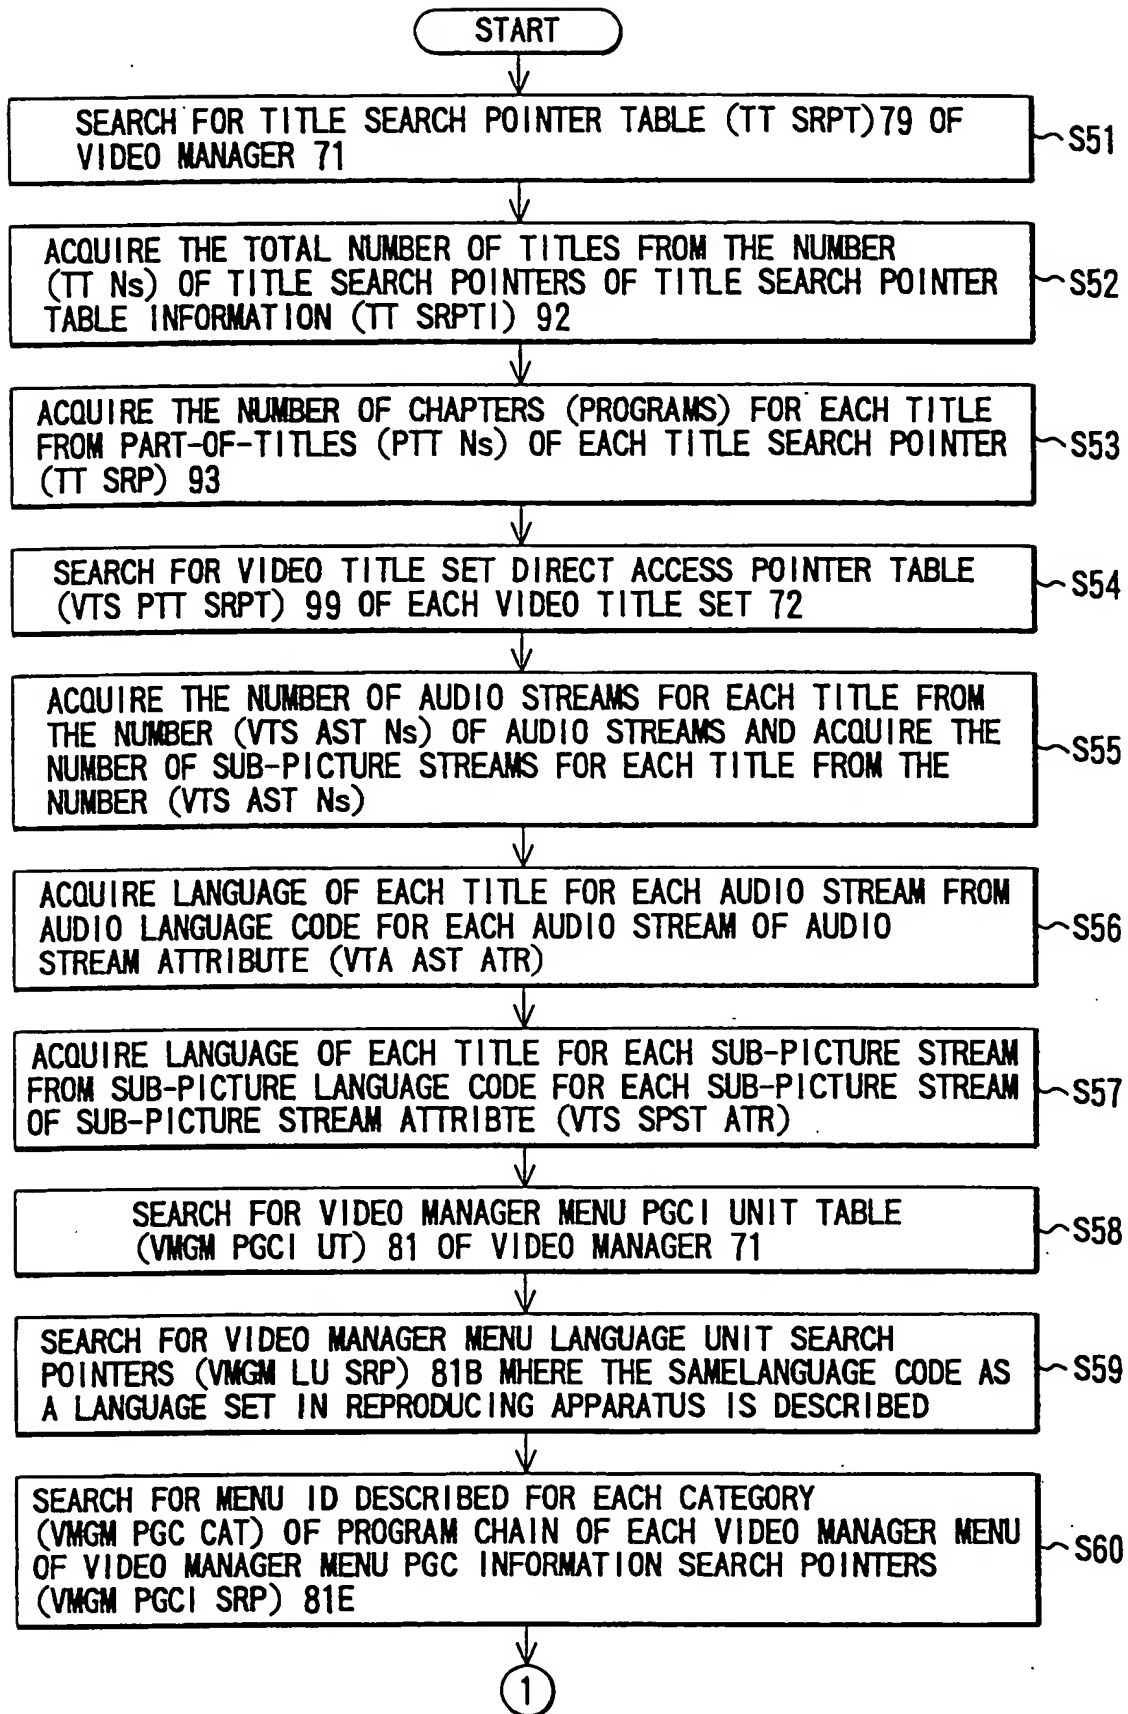 START
SEARCH FOR TITLE SEARCH POINTER TABLE (TT SRPT)79 OF
VIDEO MANAGER 71
S51
ACQUIRE THE TOTAL NUMBER OF TITLES FROM THE NUMBER
(TT Ns) OF TITLE SEARCH POINTERS OF TITLE SEARCH POINTER
TABLE INFORMATION (TT SRPTI) 92
S52
ACQUIRE THE NUMBER OF CHAPTERS (PROGRAMS) FOR EACH TITLE
FROM PART-OF-TITLES (PTT Ns) OF EACH TITLE SEARCH POINTER
(TT SRP) 93
S53
SEARCH FOR VIDEO TITLE SET DIRECT ACCESS POINTER TABLE
(VTS PTT SRPT) 99 OF EACH VIDEO TITLE SET 72
S54
ACQUIRE THE NUMBER OF AUDIO STREAMS FOR EACH TITLE FROM
THE NUMBER (VTS AST Ns) OF AUDIO STREAMS AND ACQUIRE THE
NUMBER OF SUB-PICTURE STREAMS FOR EACH TITLE FROM THE
NUMBER (VTS AST Ns)
S55
ACQUIRE LANGUAGE OF EACH TITLE FOR EACH AUDIO STREAM FROM
AUDIO LANGUAGE CODE FOR EACH AUDIO STREAM OF AUDIO
STREAM ATTRIBUTE (VTA AST ATR)
S56
ACQUIRE LANGUAGE OF EACH TITLE FOR EACH SUB-PICTURE STREAM
FROM SUB-PICTURE LANGUAGE CODE FOR EACH SUB-PICTURE STREAM
OF SUB-PICTURE STREAM ATTRIBTE (VTS SPST ATR)
S57
SEARCH FOR VIDEO MANAGER MENU PGCI UNIT TABLE
(VMGM PGCI UT) 81 OF VIDEO MANAGER 71
S58
SEARCH FOR VIDEO MANAGER MENU LANGUAGE UNIT SEARCH
POINTERS (VMGM LU SRP) 81B MHERE THE SAMELANGUAGE CODE AS
A LANGUAGE SET IN REPRODUCING APPARATUS IS DESCRIBED
S59
SEARCH FOR MENU ID DESCRIBED FOR EACH CATEGORY
(VMGM PGC CAT) OF PROGRAM CHAIN OF EACH VIDEO MANAGER MENU
OF VIDEO MANAGER MENU PGC INFORMATION SEARCH POINTERS
(VMGM PGCI SRP) 81E
S60
1